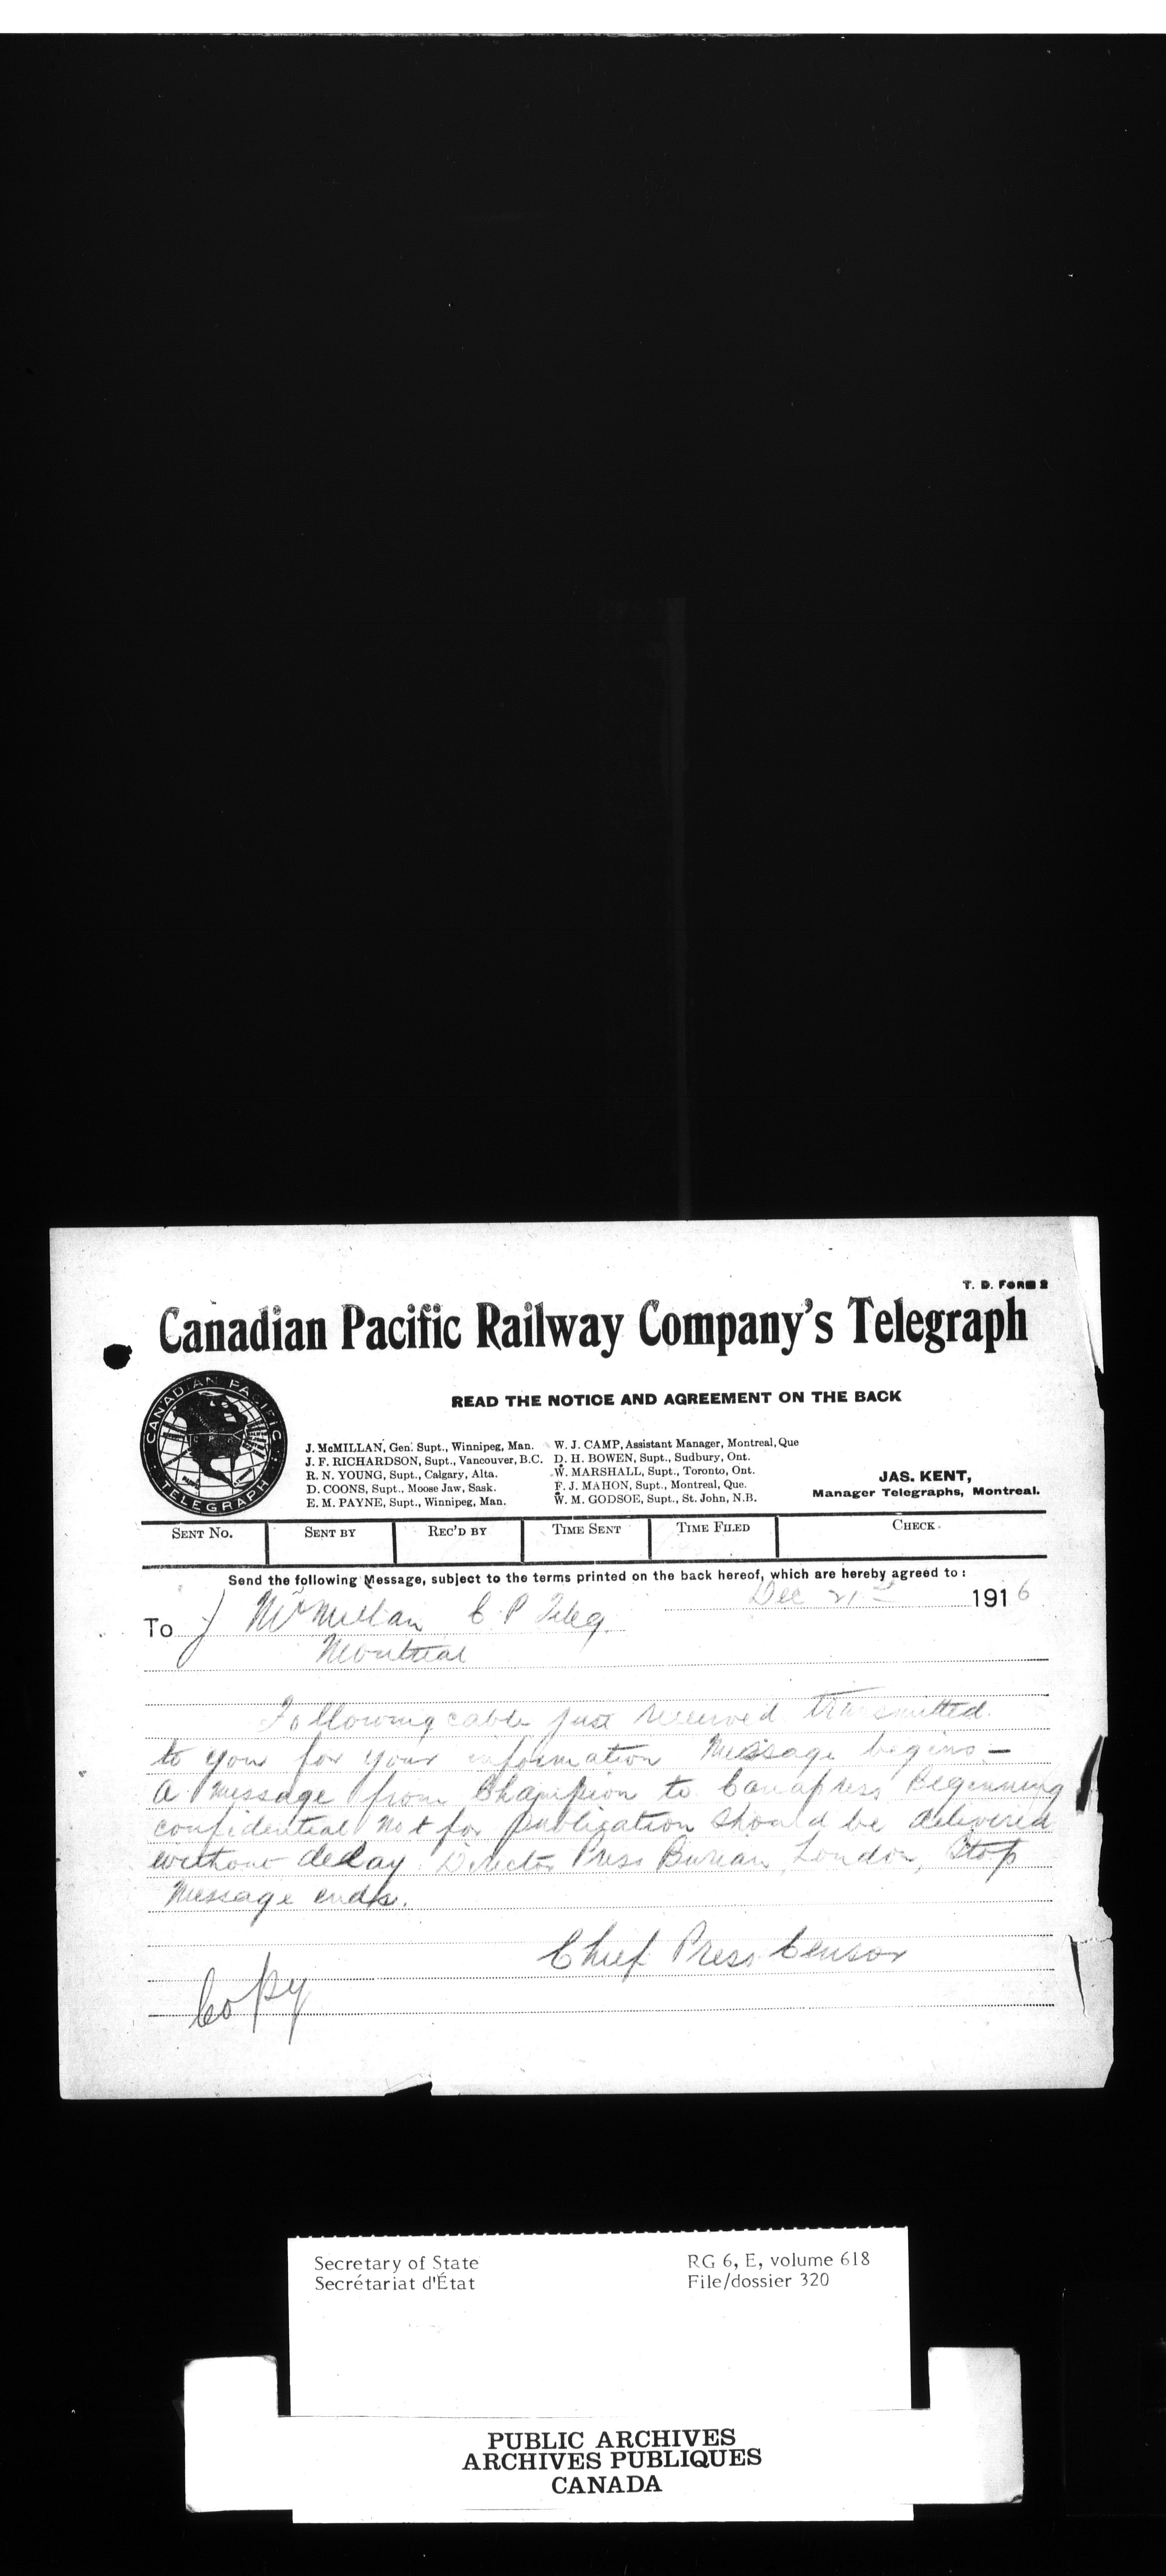 T. D. Form 2
Canadian Pacific Railway Company's Telegraph
CANADIAN PACIFIC
TELEGRAPH
READ THE NOTICE AND AGREEMENT ON THE BACK
J. McMILLAN, Gen. Supt., Winnipeg, Man.
J. F. RICHARDSON, Supt., Vancouver, B.C.
R. N. YOUNG, Supt., Calgary, Alta.
D. COONS, Supt., Moose Jaw, Sask.
E. M. PAYNE, Supt., Winnipeg, Man.
W. J. CAMP, Assistant Manager, Montreal, Que
D. H. BOWEN, Supt., Sudbury, Ont.
W. MARSHALL, Supt., Toronto, Ont.
F. J. MAHON, Supt., Montreal, Que.
W. M. GODSOE, Supt., St. John, N.B.
JAS. KENT,
Manager Telegraphs, Montreal.
SENT NO. SENT BY REC'D BY TIME SENT TIME FILED CHECK
Send the following Message, subject to the terms printed on the back hereof, which are hereby agreed to:
Dec 21st 1916
To J McMillan C P Teleg.
Montreal
Following cable just received transmitted
to you for your information Message begins —
A message from Champion to Canapress Beginning
confidential not for publication should be delivered
without delay. Director Press Bureau, London, Stop
Message ends.
Chief Press Censor
Copy
Secretary of State
Secrétariat d'État
RG 6, E, volume 618
File/dossier 320
PUBLIC ARCHIVES
ARCHIVES PUBLIQUES
CANADA